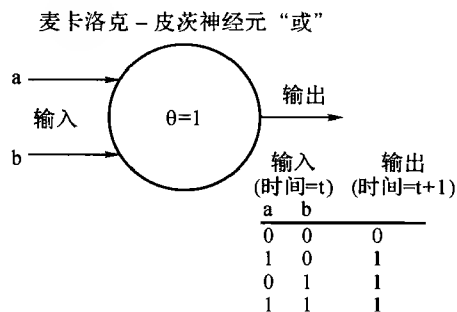 麦卡洛克－皮茨神经元“或”
a
输入
b
θ=1
输出
输入 输出
(时间=t) (时间=t+1)
a b
0 0 0
1 0 1
0 1 1
1 1 1